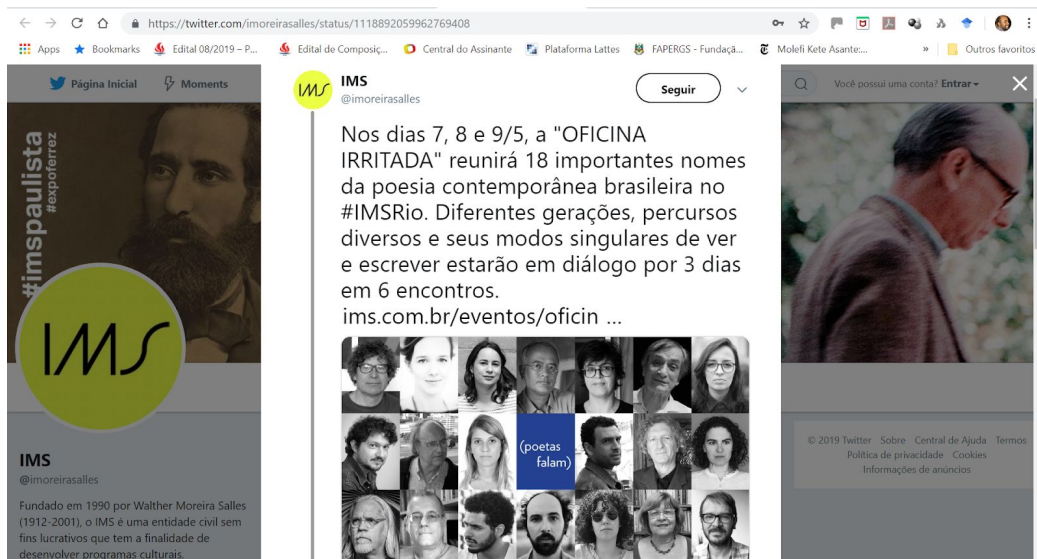 https://twitter.com/imoreirasalles/status/1118892059962769408
Apps Bookmarks Edital 08/2019 – P... Edital de Composiç... Central do Assinante Plataforma Lattes FAPERGS - Fundaçã... Molefi Kete Asante:... » Outros favoritos
Página Inicial Moments
#imspaulista
#expoferrez
IMS
IMS
@imoreirasalles
Fundado em 1990 por Walther Moreira Salles
(1912-2001), o IMS é uma entidade civil sem
fins lucrativos que tem a finalidade de
desenvolver programas culturais.
IMS
IMS
@imoreirasalles
Seguir
Nos dias 7, 8 e 9/5, a "OFICINA
IRRITADA" reunirá 18 importantes nomes
da poesia contemporânea brasileira no
#IMSRio. Diferentes gerações, percursos
diversos e seus modos singulares de ver
e escrever estarão em diálogo por 3 dias
em 6 encontros.
ims.com.br/eventos/oficin ...
(poetas
falam)
Você possui uma conta? Entrar
© 2019 Twitter Sobre Central de Ajuda Termos
Política de privacidade Cookies
Informações de anúncios